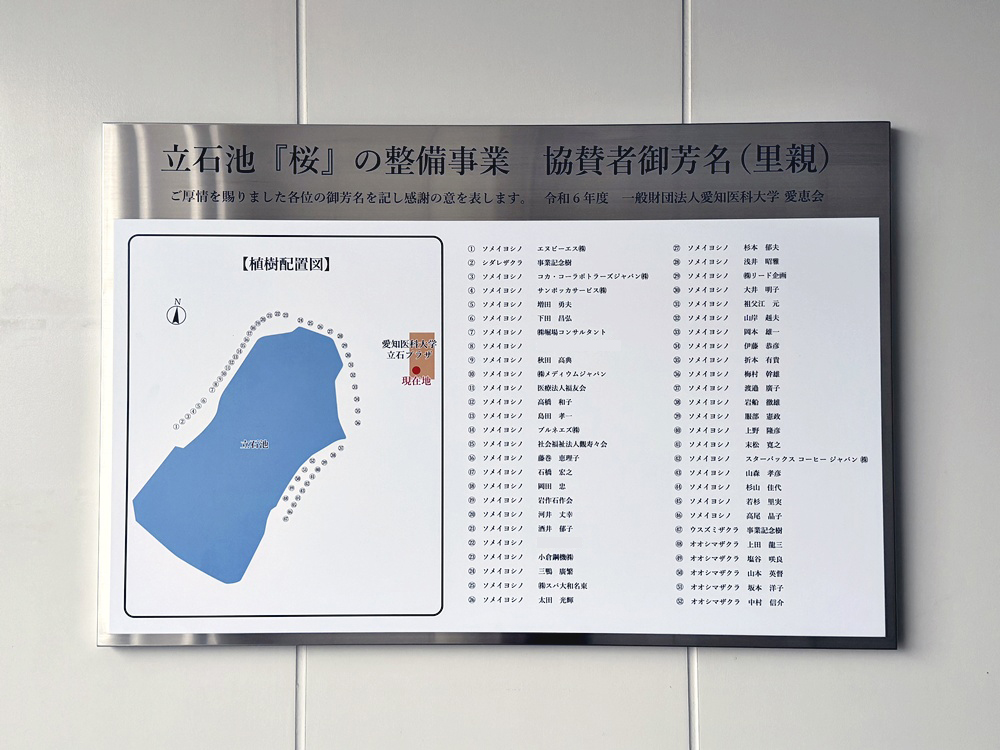 立石池『桜』の整備事業　協賛者御芳名（里親）
ご厚情を賜りました各位の御芳名を記し感謝の意を表します。　令和６年度　一般財団法人愛知医科大学 愛恵会
【植樹配置図】
N
愛知医科大学
立石プラザ
現在地
立石池
① ソメイヨシノ　エヌピーエス㈱
② シダレザクラ　事業記念樹
③ ソメイヨシノ　コカ・コーラボトラーズジャパン㈱
④ ソメイヨシノ　サンポッカサービス㈱
⑤ ソメイヨシノ　増田　勇夫
⑥ ソメイヨシノ　下田　昌弘
⑦ ソメイヨシノ　㈱堀場コンサルタント
⑧ ソメイヨシノ
⑨ ソメイヨシノ　秋田　高典
⑩ ソメイヨシノ　㈱メディウムジャパン
⑪ ソメイヨシノ　医療法人福友会
⑫ ソメイヨシノ　高橋　和子
⑬ ソメイヨシノ　島田　孝一
⑭ ソメイヨシノ　ブルネエズ㈱
⑮ ソメイヨシノ　社会福祉法人観寿々会
⑯ ソメイヨシノ　藤巻　恵理子
⑰ ソメイヨシノ　石橋　宏之
⑱ ソメイヨシノ　岡田　忠
⑲ ソメイヨシノ　岩作石作会
⑳ ソメイヨシノ　河井　丈幸
㉑ ソメイヨシノ　酒井　郁子
㉒ ソメイヨシノ
㉓ ソメイヨシノ　小倉鋼機㈱
㉔ ソメイヨシノ　三鴨　廣繁
㉕ ソメイヨシノ　㈱スパ大和名東
㉖ ソメイヨシノ　太田　光輝
㉗ ソメイヨシノ　杉本　郁夫
㉘ ソメイヨシノ　浅井　昭雅
㉙ ソメイヨシノ　㈱リード企画
㉚ ソメイヨシノ　大井　明子
㉛ ソメイヨシノ　祖父江　元
㉜ ソメイヨシノ　山岸　越夫
㉝ ソメイヨシノ　岡本　雄一
㉞ ソメイヨシノ　伊藤　恭彦
㉟ ソメイヨシノ　折本　有貴
㊱ ソメイヨシノ　梅村　幹雄
㊲ ソメイヨシノ　渡邉　廣子
㊳ ソメイヨシノ　岩船　徹雄
㊴ ソメイヨシノ　服部　憲政
㊵ ソメイヨシノ　上野　隆彦
㊶ ソメイヨシノ　末松　寛之
㊷ ソメイヨシノ　スターバックス コーヒー ジャパン ㈱
㊸ ソメイヨシノ　山森　孝彦
㊹ ソメイヨシノ　杉山　佳代
㊺ ソメイヨシノ　若杉　里実
㊻ ソメイヨシノ　高尾　晶子
㊼ ウスズミザクラ　事業記念樹
㊽ オオシマザクラ　上田　龍三
㊾ オオシマザクラ　塩谷　咲良
㊿ オオシマザクラ　山本　英督
51 オオシマザクラ　坂本　洋子
52 オオシマザクラ　中村　信介